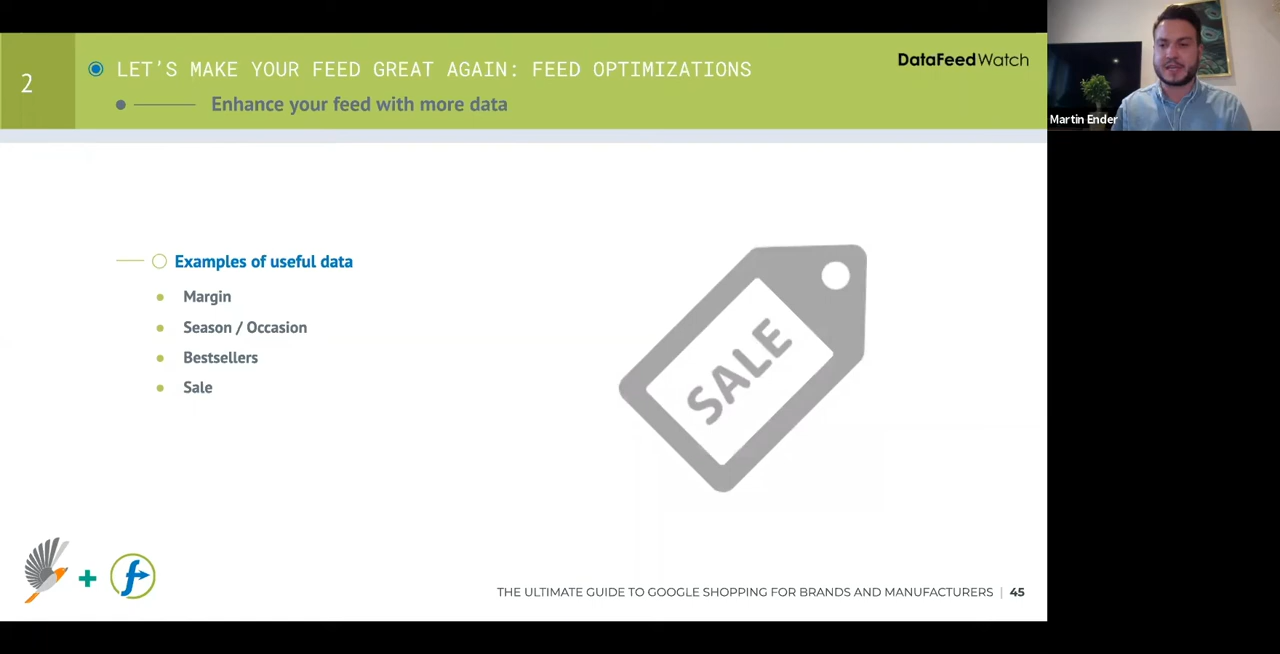 2
LET'S MAKE YOUR FEED GREAT AGAIN: FEED OPTIMIZATIONS
Enhance your feed with more data
DataFeedWatch
Martin Ender
Examples of useful data
Margin
Season / Occasion
Bestsellers
Sale
SALE
+ f
THE ULTIMATE GUIDE TO GOOGLE SHOPPING FOR BRANDS AND MANUFACTURERS | 45